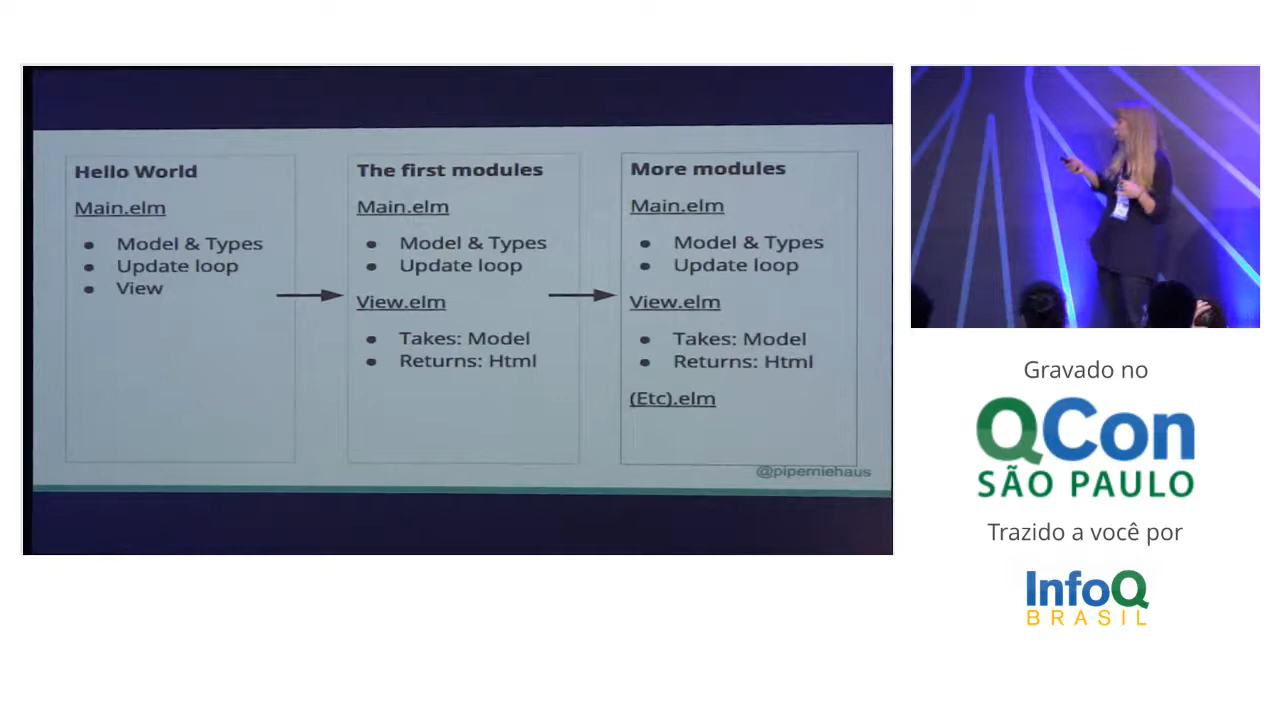 Hello World
Main.elm
● Model & Types
● Update loop
● View
The first modules
Main.elm
● Model & Types
● Update loop
View.elm
● Takes: Model
● Returns: Html
More modules
Main.elm
● Model & Types
● Update loop
View.elm
● Takes: Model
● Returns: Html
(Etc).elm
@piperniehaus
Gravado no
QCon
SÃO PAULO
Trazido a você por
InfoQ
BRASIL